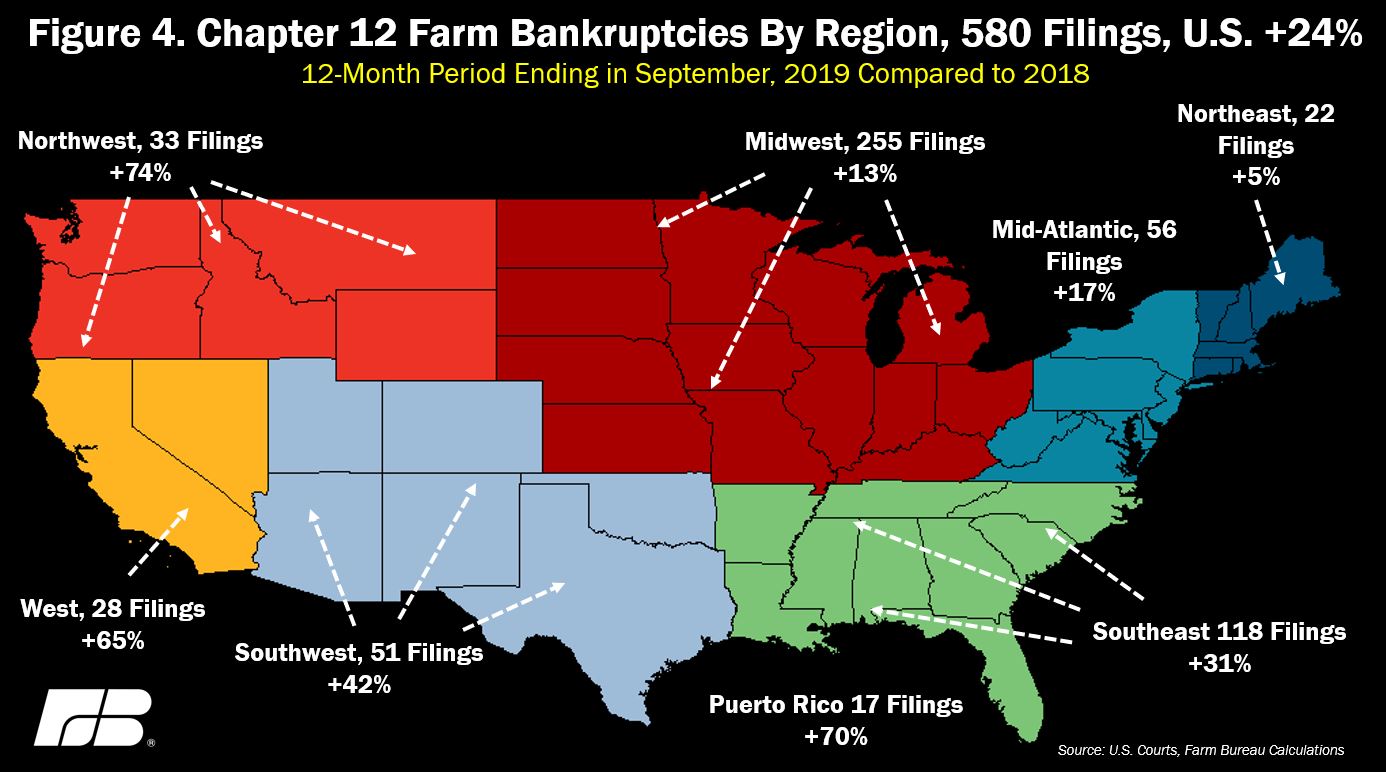 Figure 4. Chapter 12 Farm Bankruptcies By Region, 580 Filings, U.S. +24%
12-Month Period Ending in September, 2019 Compared to 2018
Northwest, 33 Filings
+74%
Midwest, 255 Filings
+13%
Northeast, 22
Filings
+5%
Mid-Atlantic, 56
Filings
+17%
West, 28 Filings
+65%
Southwest, 51 Filings
+42%
Southeast 118 Filings
+31%
Puerto Rico 17 Filings
+70%
FB®
Source: U.S. Courts, Farm Bureau Calculations